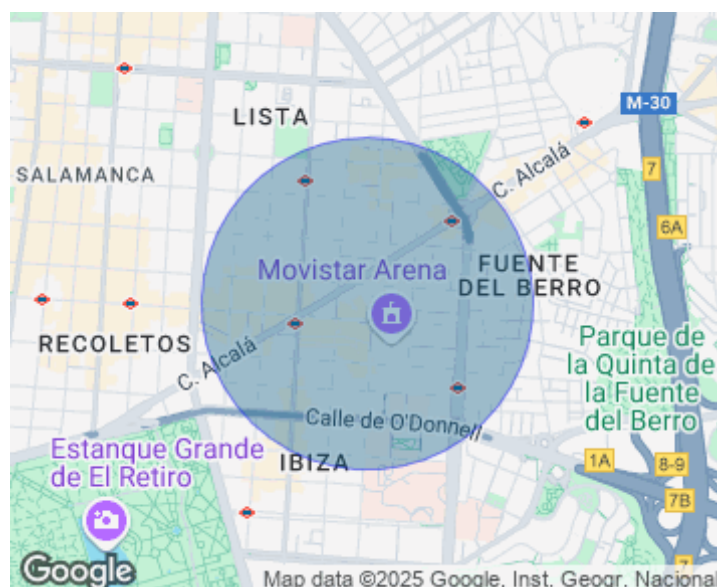 LISTA
M-30
SALAMANCA
C. Alcalá
7
6A
Movistar Arena
FUENTE
DEL BERRO
RECOLETOS
C. Alcalá
Parque de
la Quinta de
la Fuente
del Berro
Calle de O'Donnell
Estanque Grande
de El Retiro
IBIZA
1A
8-9
7B
7
Google
Map data ©2025 Google, Inst. Geogr. Nacional